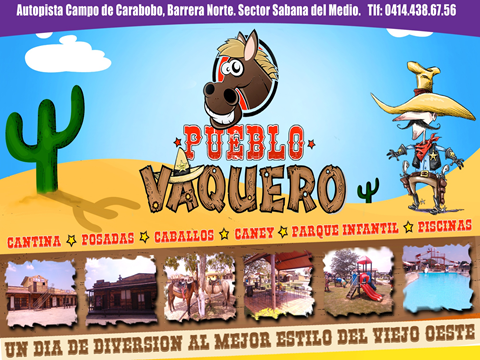 Autopista Campo de Carabobo, Barrera Norte. Sector Sabana del Medio. Tlf: 0414.438.67.56
PUEBLO
VAQUERO
CANTINA ☆ POSADAS ☆ CABALLOS ☆ CANEY ☆ PARQUE INFANTIL ☆ PISCINAS
UN DIA DE DIVERSION AL MEJOR ESTILO DEL VIEJO OESTE